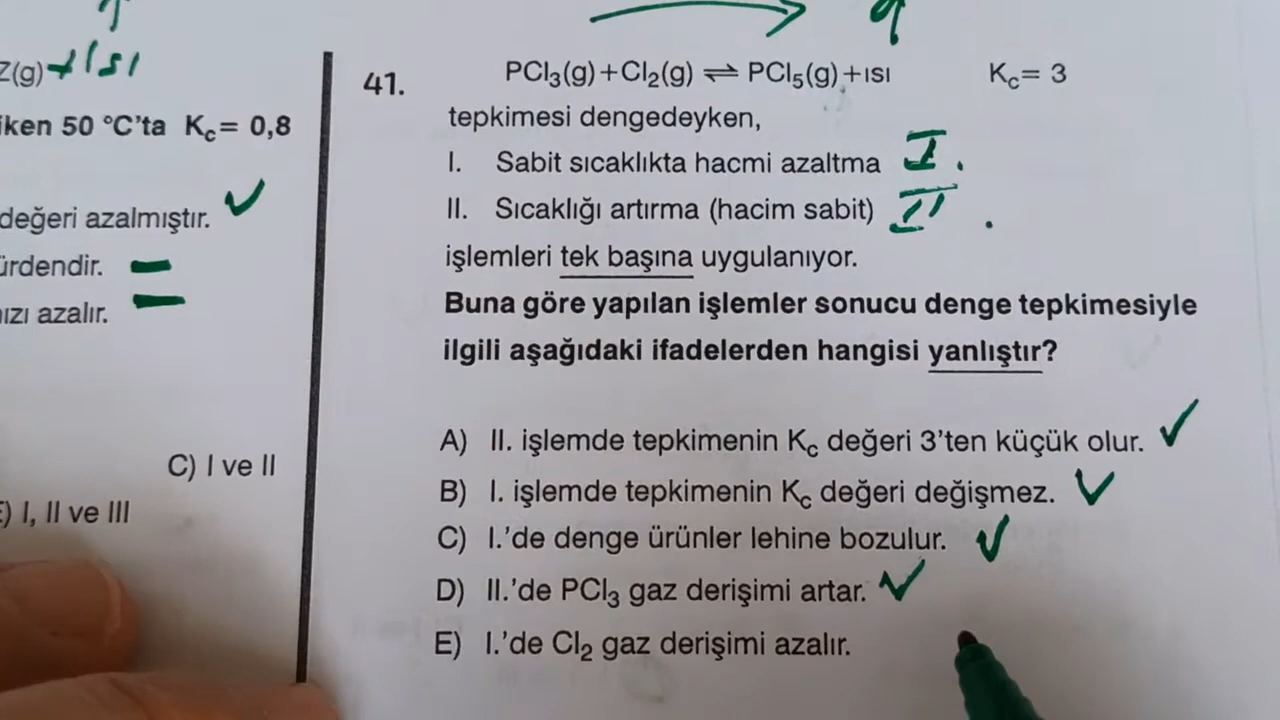 Z(g) + ISI
iken 50 °C'ta Kc= 0,8
değeri azalmıştır.
ürdendir.
ızı azalır.
C) I ve II
E) I, II ve III
41. PCl₃(g)+Cl₂(g) ⇌ PCl₅(g)+ısı Kc= 3
tepkimesi dengedeyken,
I. Sabit sıcaklıkta hacmi azaltma I.
II. Sıcaklığı artırma (hacim sabit) II.
işlemleri tek başına uygulanıyor.
Buna göre yapılan işlemler sonucu denge tepkimesiyle
ilgili aşağıdaki ifadelerden hangisi yanlıştır?
A) II. işlemde tepkimenin Kc değeri 3'ten küçük olur.
B) I. işlemde tepkimenin Kc değeri değişmez.
C) I.'de denge ürünler lehine bozulur.
D) II.'de PCl₃ gaz derişimi artar.
E) I.'de Cl₂ gaz derişimi azalır.